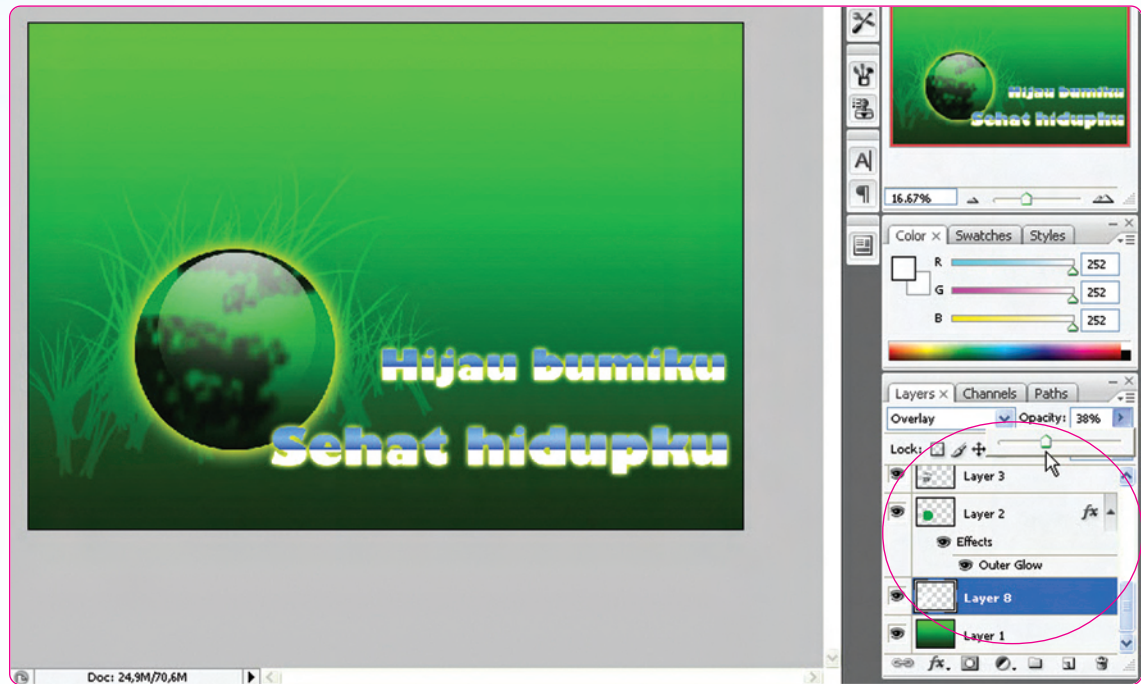 Hijau bumiku
Sehat hidupku
Doc: 24,9M/70,6M
A
¶
Hijau bumiku
Sehat hidupku
16.67%
Color × Swatches Styles
R 252
G 252
B 252
Layers × Channels Paths
Overlay Opacity: 38%
Lock:
Layer 3
Layer 2 fx
Effects
Outer Glow
Layer 8
Layer 1
fx.